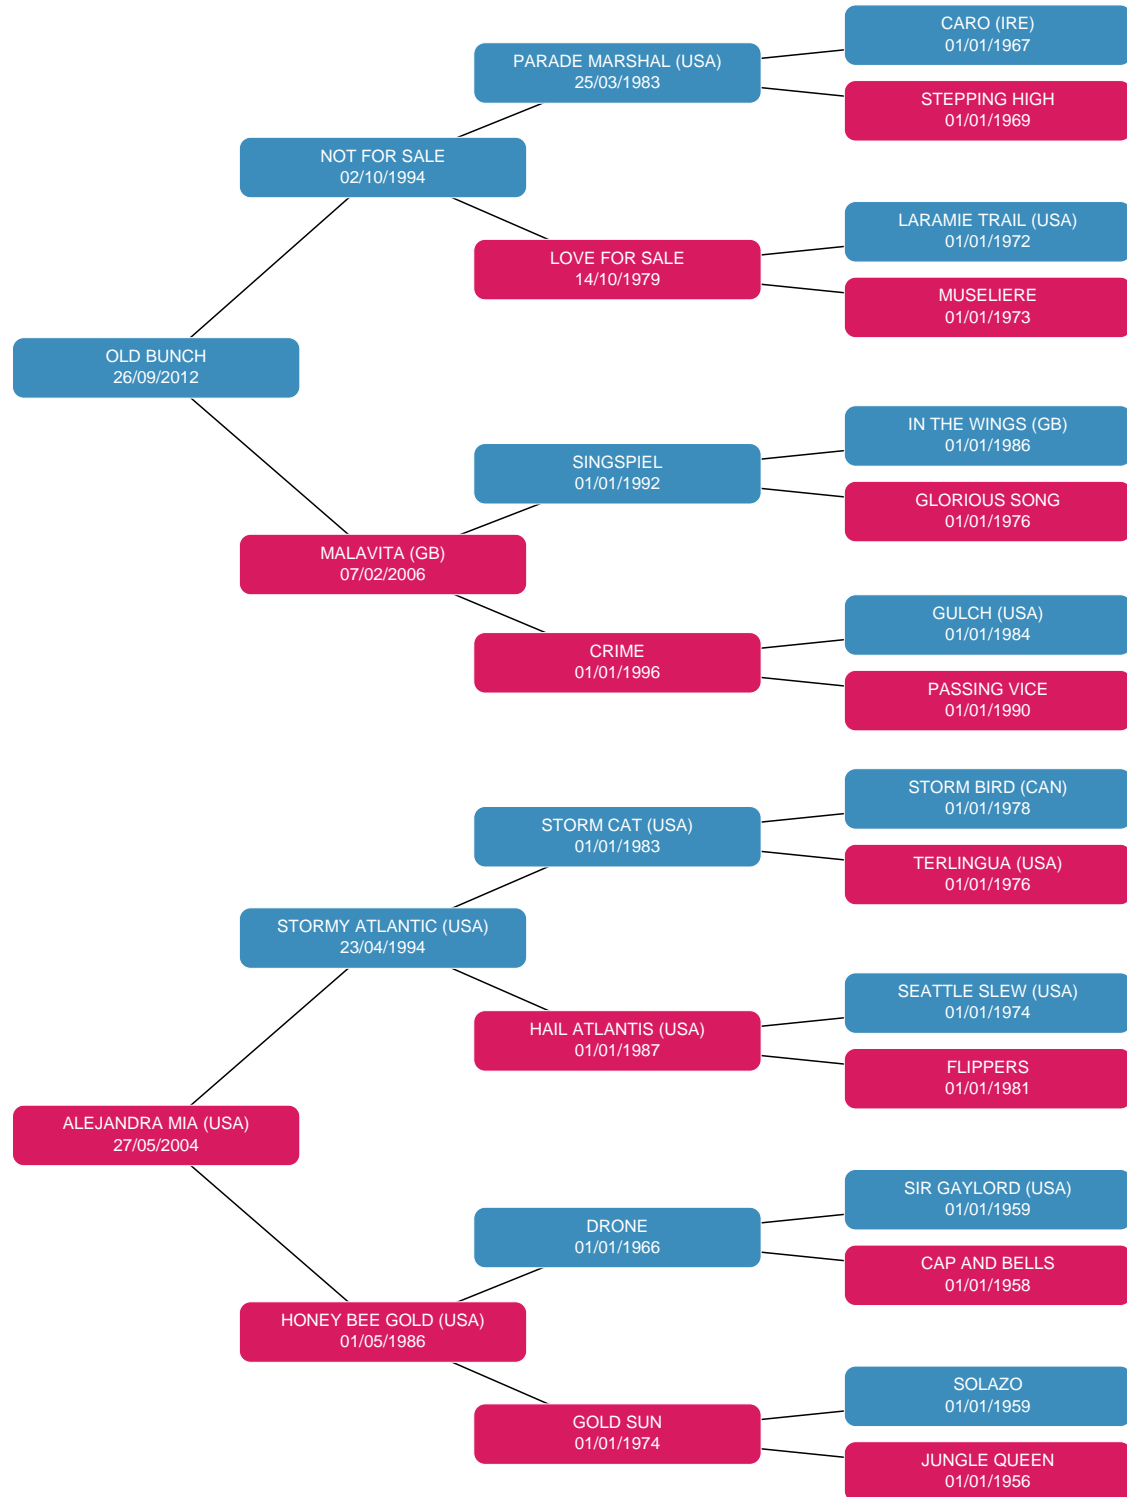 CARO (IRE)
01/01/1967
PARADE MARSHAL (USA)
25/03/1983
STEPPING HIGH
01/01/1969
NOT FOR SALE
02/10/1994
LARAMIE TRAIL (USA)
01/01/1972
LOVE FOR SALE
14/10/1979
MUSELIERE
01/01/1973
OLD BUNCH
26/09/2012
IN THE WINGS (GB)
01/01/1986
SINGSPIEL
01/01/1992
GLORIOUS SONG
01/01/1976
MALAVITA (GB)
07/02/2006
GULCH (USA)
01/01/1984
CRIME
01/01/1996
PASSING VICE
01/01/1990
STORM BIRD (CAN)
01/01/1978
STORM CAT (USA)
01/01/1983
TERLINGUA (USA)
01/01/1976
STORMY ATLANTIC (USA)
23/04/1994
SEATTLE SLEW (USA)
01/01/1974
HAIL ATLANTIS (USA)
01/01/1987
FLIPPERS
01/01/1981
ALEJANDRA MIA (USA)
27/05/2004
SIR GAYLORD (USA)
01/01/1959
DRONE
01/01/1966
CAP AND BELLS
01/01/1958
HONEY BEE GOLD (USA)
01/05/1986
SOLAZO
01/01/1959
GOLD SUN
01/01/1974
JUNGLE QUEEN
01/01/1956